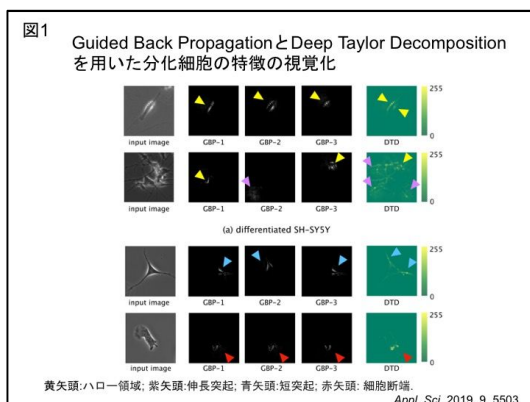 図1
Guided Back PropagationとDeep Taylor Decomposition
を用いた分化細胞の特徴の視覚化
255
0
input image GBP-1 GBP-2 GBP-3 DTD
255
0
input image GBP-1 GBP-2 GBP-3 DTD
(a) differentiated SH-SY5Y
255
0
input image GBP-1 GBP-2 GBP-3 DTD
255
0
input image GBP-1 GBP-2 GBP-3 DTD
黄矢頭:ハロー領域; 紫矢頭:伸長突起; 青矢頭:短突起; 赤矢頭: 細胞断端.
Appl. Sci. 2019, 9, 5503